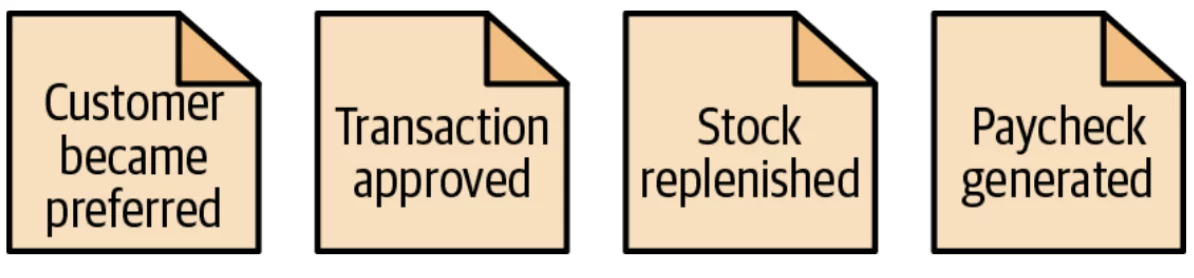 Customer
became
preferred
Transaction
approved
Stock
replenished
Paycheck
generated